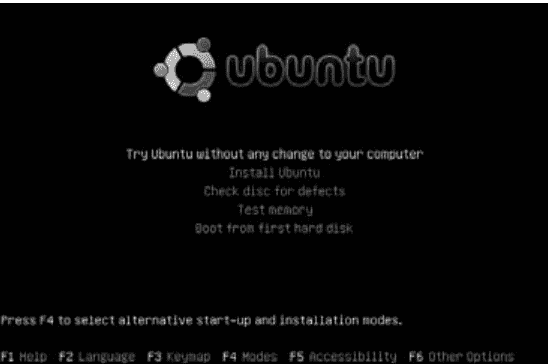 ubuntu
Try Ubuntu without any change to your computer
Install Ubuntu
Check disc for defects
Test memory
Boot from first hard disk
Press F4 to select alternative start-up and installation modes.
F1 Help F2 Language F3 Keymap F4 Modes F5 Accessibility F6 Other Options